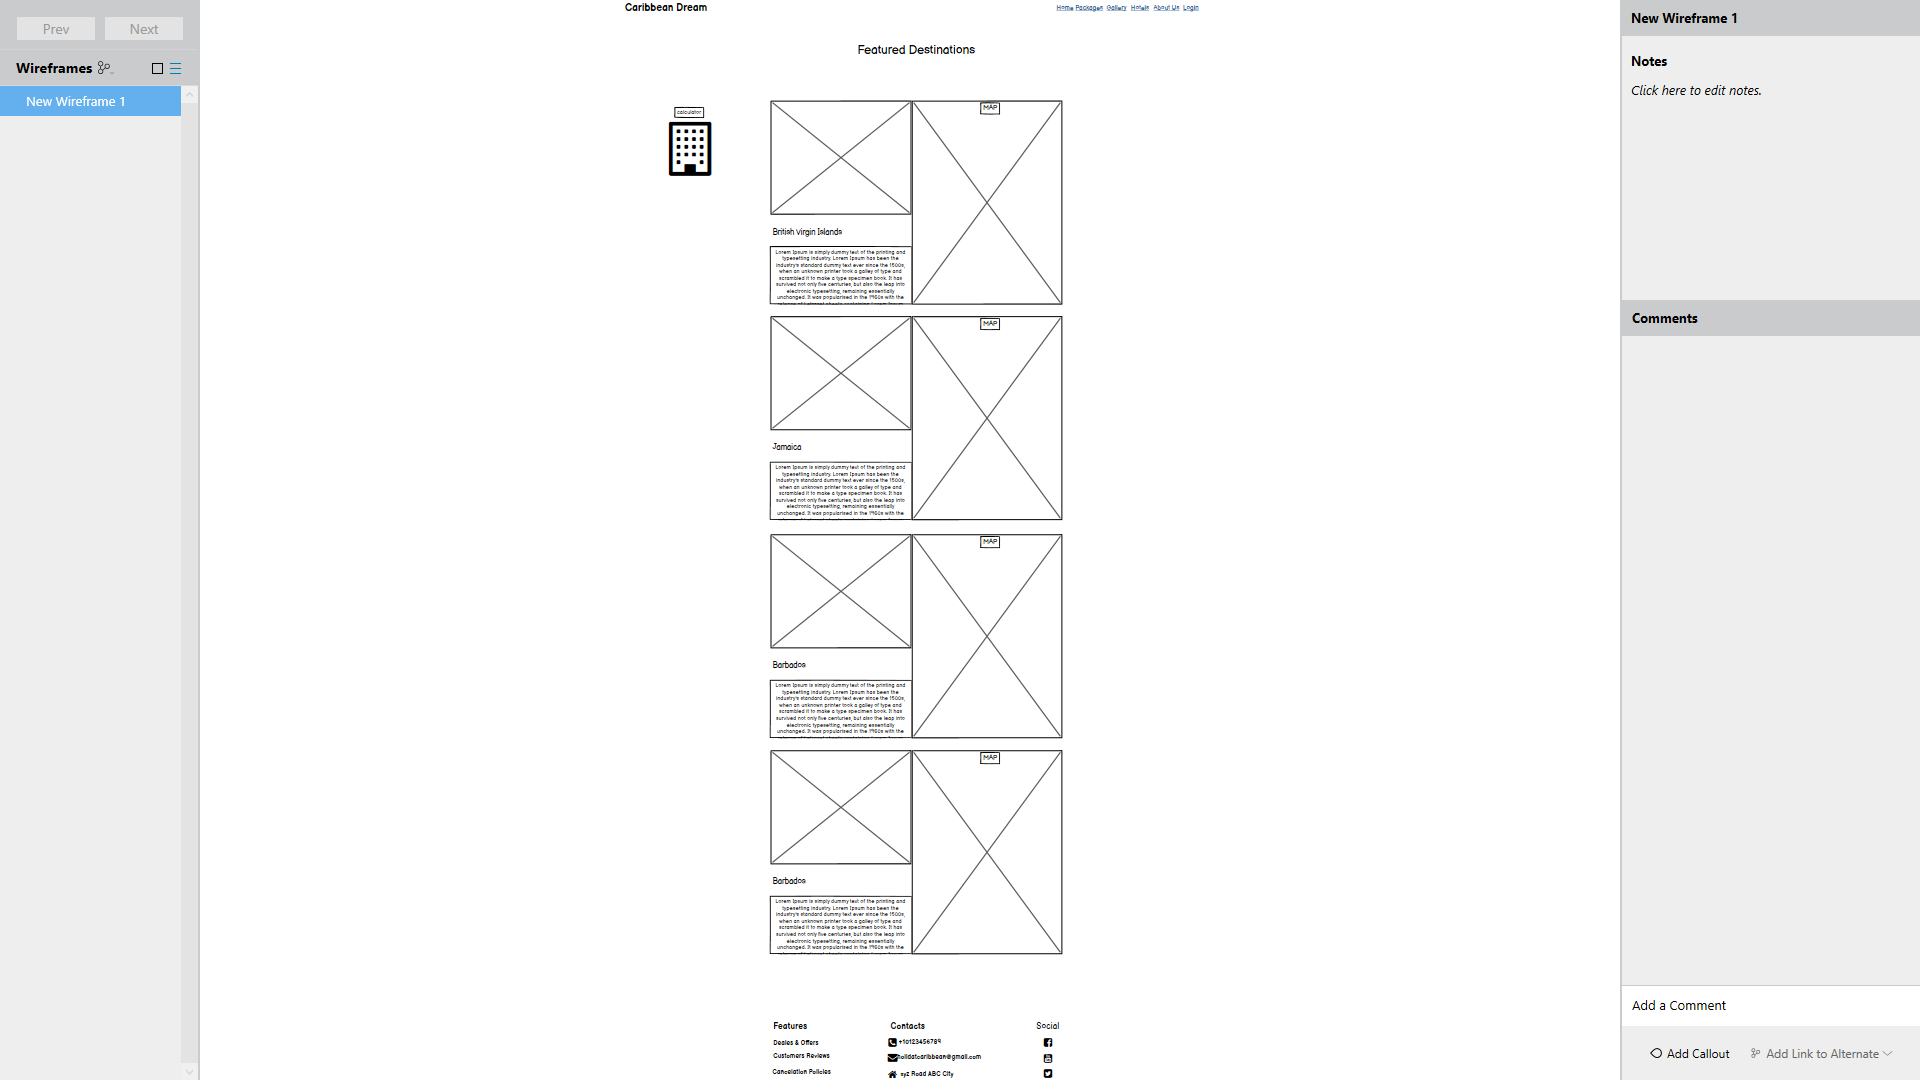 Prev
Next
Wireframes
New Wireframe 1
Caribbean Dream
Home Packages Gallery Hotels About Us Login
Featured Destinations
calculator
MAP
British Virgin Islands
Lorem Ipsum is simply dummy text of the printing and
typesetting industry. Lorem Ipsum has been the
industry's standard dummy text ever since the 1500s,
when an unknown printer took a galley of type and
scrambled it to make a type specimen book. It has
survived not only five centuries, but also the leap into
electronic typesetting, remaining essentially
unchanged. It was popularised in the 1960s with the
MAP
Jamaica
Lorem Ipsum is simply dummy text of the printing and
typesetting industry. Lorem Ipsum has been the
industry's standard dummy text ever since the 1500s,
when an unknown printer took a galley of type and
scrambled it to make a type specimen book. It has
survived not only five centuries, but also the leap into
electronic typesetting, remaining essentially
unchanged. It was popularised in the 1960s with the
MAP
Barbados
Lorem Ipsum is simply dummy text of the printing and
typesetting industry. Lorem Ipsum has been the
industry's standard dummy text ever since the 1500s,
when an unknown printer took a galley of type and
scrambled it to make a type specimen book. It has
survived not only five centuries, but also the leap into
electronic typesetting, remaining essentially
unchanged. It was popularised in the 1960s with the
MAP
Barbados
Lorem Ipsum is simply dummy text of the printing and
typesetting industry. Lorem Ipsum has been the
industry's standard dummy text ever since the 1500s,
when an unknown printer took a galley of type and
scrambled it to make a type specimen book. It has
survived not only five centuries, but also the leap into
electronic typesetting, remaining essentially
unchanged. It was popularised in the 1960s with the
Features
Deales & Offers
Customers Reviews
Cancelation Policies
Contacts
+10123456789
holidatcaribbean@gmail.com
xyz Road ABC City
Social
New Wireframe 1
Notes
Click here to edit notes.
Comments
Add a Comment
Add Callout
Add Link to Alternate